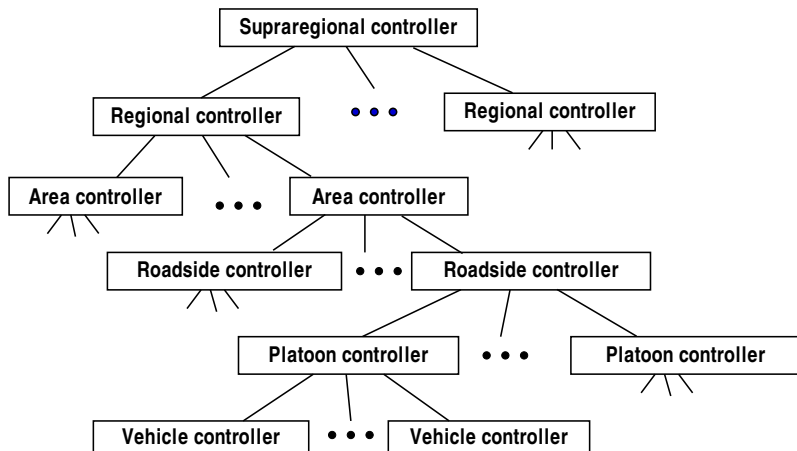 Supraregional controller
Regional controller
Regional controller
Area controller
Area controller
Roadside controller
Roadside controller
Platoon controller
Platoon controller
Vehicle controller
Vehicle controller